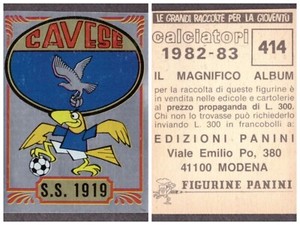 CAVESE
S.S. 1919
LE GRANDI RACCOLTE PER LA GIOVENTÙ
calciatori
1982-83
414
IL MAGNIFICO ALBUM
per la raccolta di queste figurine è
in vendita nelle edicole e cartolerie
al prezzo propaganda di L. 300.
Chi non lo trovasse può richiederlo
inviando L. 300 in francobolli a:
EDIZIONI PANINI
Viale Emilio Po, 380
41100 MODENA
FIGURINE PANINI